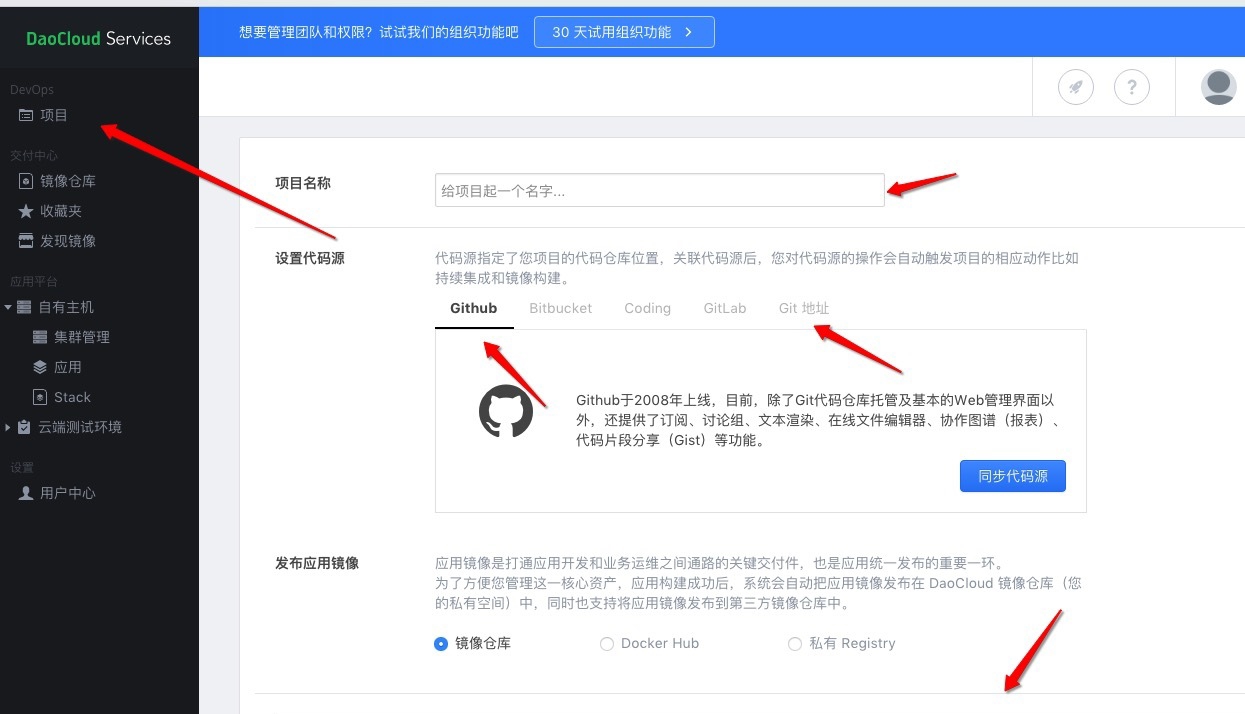 DaoCloud Services
DevOps
项目
交付中心
镜像仓库
收藏夹
发现镜像
应用平台
自有主机
集群管理
应用
Stack
云端测试环境
设置
用户中心
想要管理团队和权限？试试我们的组织功能吧
30 天试用组织功能
?
项目名称
给项目起一个名字...
设置代码源
代码源指定了您项目的代码仓库位置，关联代码源后，您对代码源的操作会自动触发项目的相应动作比如
持续集成和镜像构建。
Github Bitbucket Coding GitLab Git 地址
Github于2008年上线，目前，除了Git代码仓库托管及基本的Web管理界面以
外，还提供了订阅、讨论组、文本渲染、在线文件编辑器、协作图谱（报表）、
代码片段分享（Gist）等功能。
同步代码源
发布应用镜像
应用镜像是打通应用开发和业务运维之间通路的关键交付件，也是应用统一发布的重要一环。
为了方便您管理这一核心资产，应用构建成功后，系统会自动把应用镜像发布在 DaoCloud 镜像仓库（您
的私有空间）中，同时也支持将应用镜像发布到第三方镜像仓库中。
镜像仓库 Docker Hub 私有 Registry